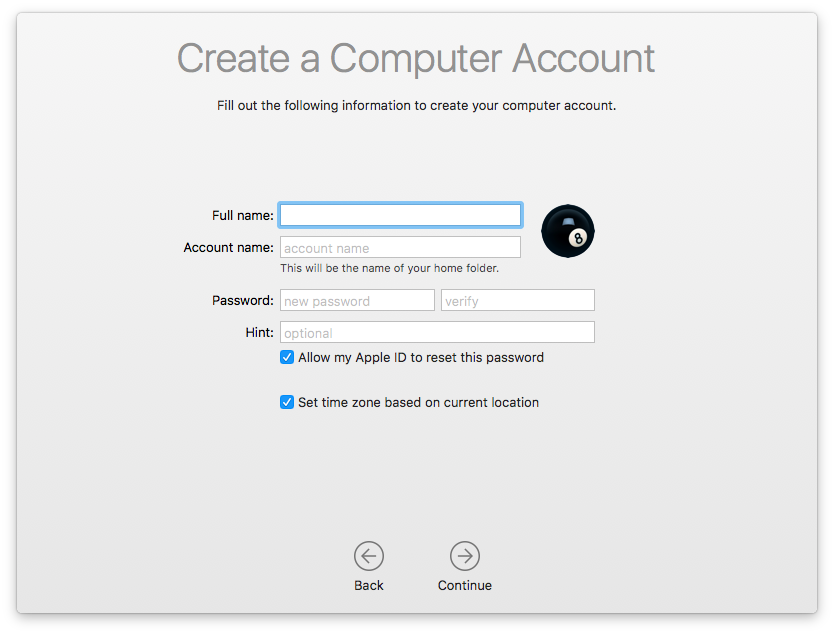 Create a Computer Account
Fill out the following information to create your computer account.
Full name:
8
Account name: account name
This will be the name of your home folder.
Password: new password verify
Hint: optional
Allow my Apple ID to reset this password
Set time zone based on current location
Back Continue